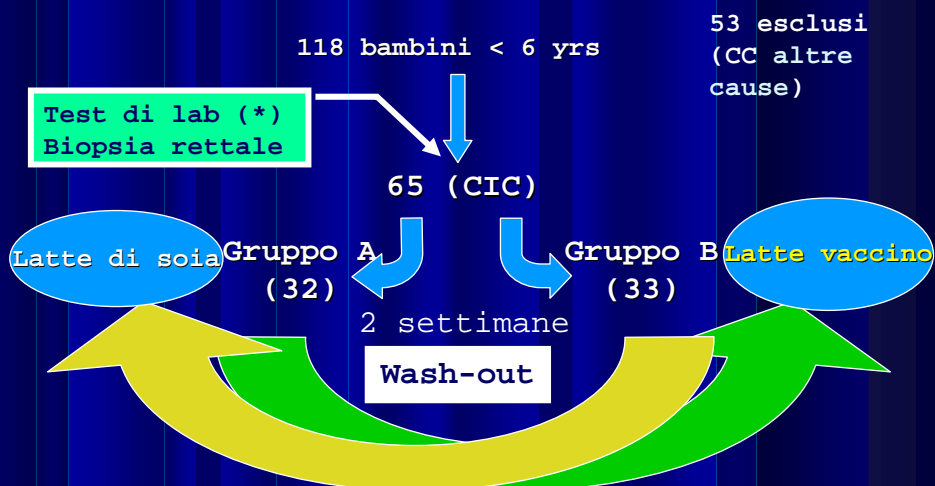 53 esclusi
(CC altre
cause)
118 bambini < 6 yrs
Test di lab (*)
Biopsia rettale
65 (CIC)
Latte di soia
Gruppo A
(32)
Gruppo B
(33)
Latte vaccino
2 settimane
Wash-out